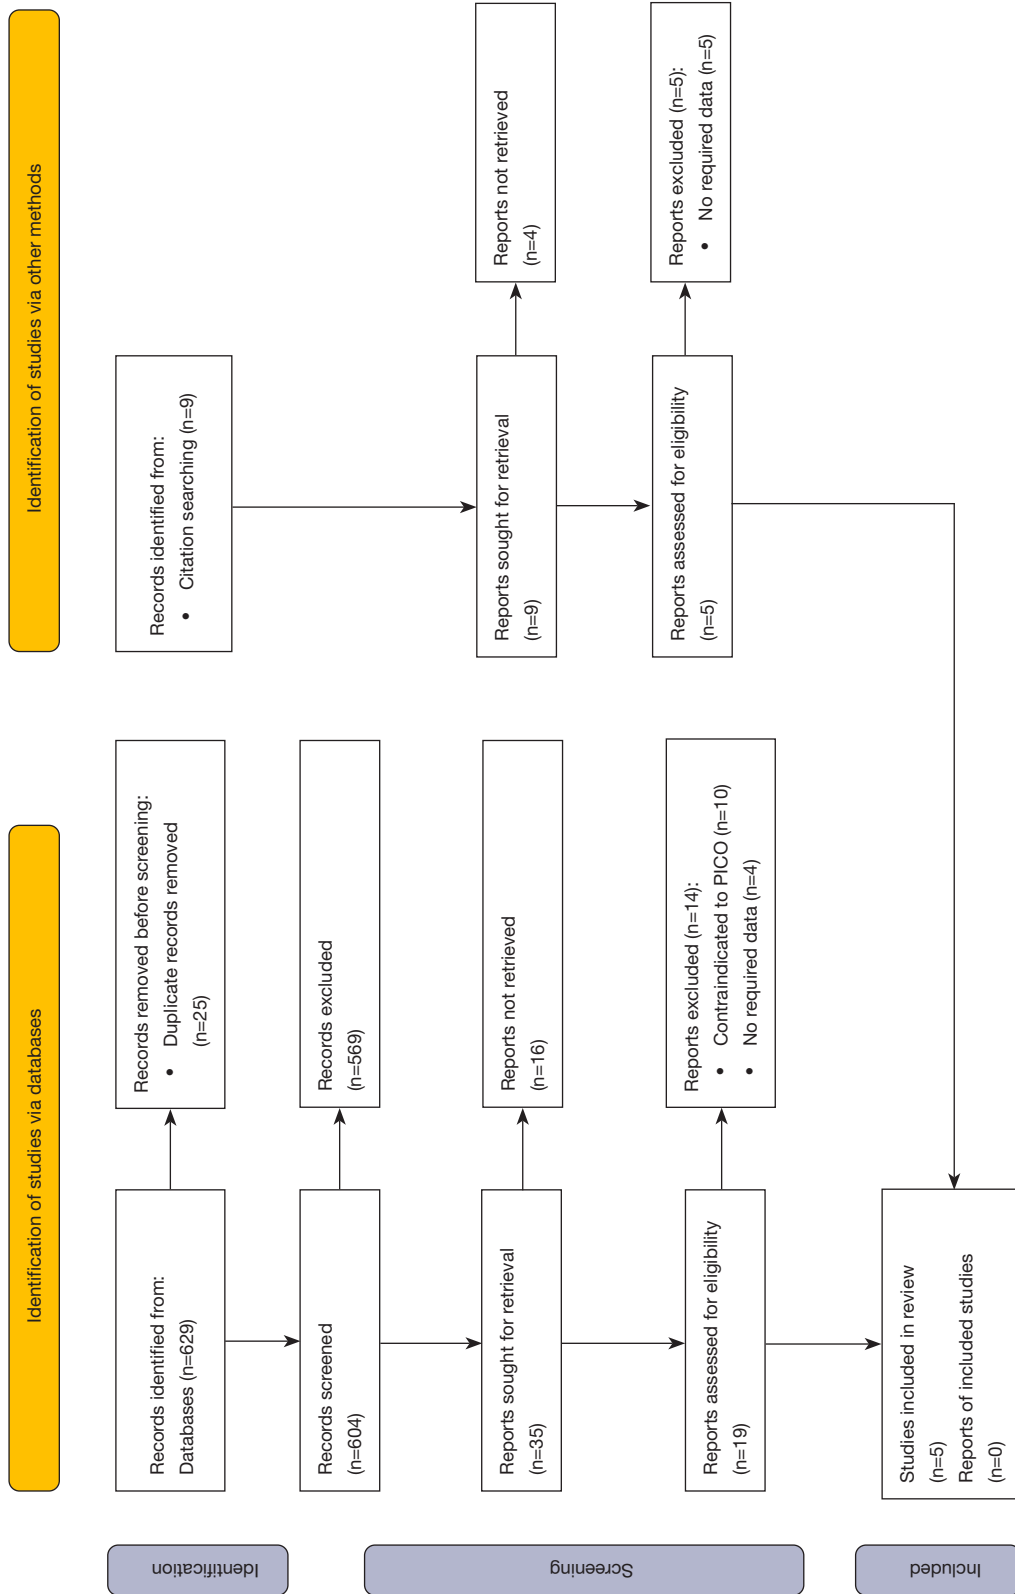 Identification of studies via databases
Identification of studies via other methods
Identification
Records identified from:
Databases (n=629)
Records removed before screening:
• Duplicate records removed
(n=25)
Records identified from:
• Citation searching (n=9)
Screening
Records screened
(n=604)
Records excluded
(n=569)
Reports sought for retrieval
(n=35)
Reports not retrieved
(n=16)
Reports sought for retrieval
(n=9)
Reports not retrieved
(n=4)
Reports assessed for eligibility
(n=19)
Reports excluded (n=14):
• Contraindicated to PICO (n=10)
• No required data (n=4)
Reports assessed for eligibility
(n=5)
Reports excluded (n=5):
• No required data (n=5)
Included
Studies included in review
(n=5)
Reports of included studies
(n=0)